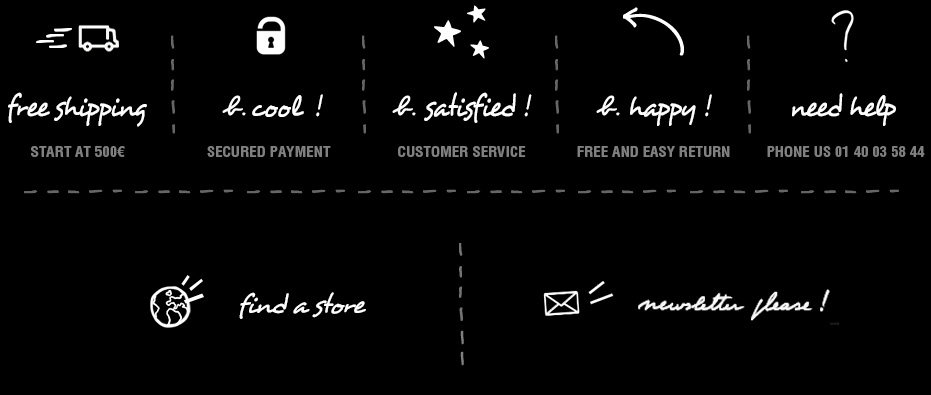 free shipping
b. cool !
b. satisfied !
b. happy !
need help
START AT 500€
SECURED PAYMENT
CUSTOMER SERVICE
FREE AND EASY RETURN
PHONE US 01 40 03 58 44
find a store
newsletter please !